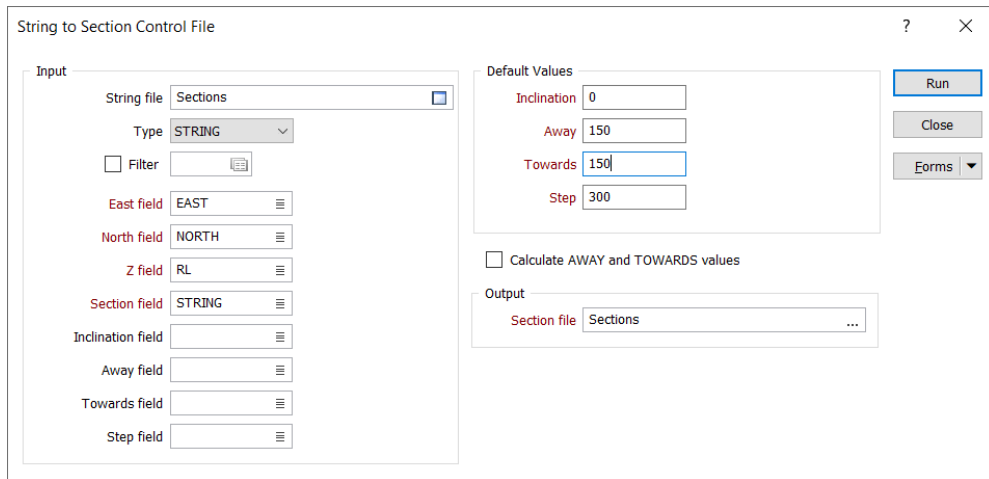 String to Section Control File
?
Input
String file Sections
Type STRING
Filter
East field EAST
North field NORTH
Z field RL
Section field STRING
Inclination field
Away field
Towards field
Step field
Default Values
Inclination 0
Away 150
Towards 150
Step 300
Calculate AWAY and TOWARDS values
Output
Section file Sections ...
Run
Close
Forms